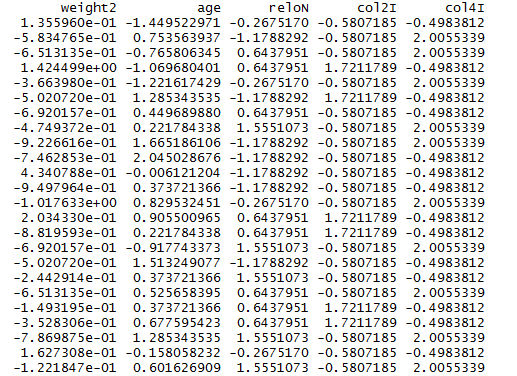 weight2 age reloN col2I col4I
1.355960e-01 -1.449522971 -0.2675170 -0.5807185 -0.4983812
-5.834765e-01 0.753563937 -1.1788292 -0.5807185 2.0055339
-6.513135e-01 -0.765806345 0.6437951 -0.5807185 2.0055339
1.424499e+00 -1.069680401 0.6437951 1.7211789 -0.4983812
-3.663980e-01 -1.221617429 -0.2675170 -0.5807185 2.0055339
-5.020720e-01 1.285343535 -1.1788292 1.7211789 -0.4983812
-6.920157e-01 0.449689880 0.6437951 -0.5807185 2.0055339
-4.749372e-01 0.221784338 1.5551073 -0.5807185 2.0055339
-9.226616e-01 1.665186106 -1.1788292 -0.5807185 -0.4983812
-7.462853e-01 2.045028676 -1.1788292 -0.5807185 -0.4983812
4.340788e-01 -0.006121204 -1.1788292 -0.5807185 -0.4983812
-9.497964e-01 0.373721366 -1.1788292 -0.5807185 -0.4983812
-1.017633e+00 0.829532451 -0.2675170 -0.5807185 2.0055339
2.034330e-01 0.905500965 0.6437951 1.7211789 -0.4983812
-8.819593e-01 0.221784338 0.6437951 1.7211789 -0.4983812
-6.920157e-01 -0.917743373 1.5551073 -0.5807185 2.0055339
-5.020720e-01 1.513249077 -1.1788292 1.7211789 -0.4983812
-2.442914e-01 0.373721366 1.5551073 -0.5807185 2.0055339
-6.513135e-01 0.525658395 0.6437951 -0.5807185 2.0055339
-1.493195e-01 0.373721366 0.6437951 1.7211789 -0.4983812
-3.528306e-01 0.677595423 0.6437951 1.7211789 -0.4983812
-7.869875e-01 1.285343535 1.5551073 -0.5807185 2.0055339
1.627308e-01 -0.158058232 -0.2675170 -0.5807185 -0.4983812
-1.221847e-01 0.601626909 1.5551073 -0.5807185 2.0055339